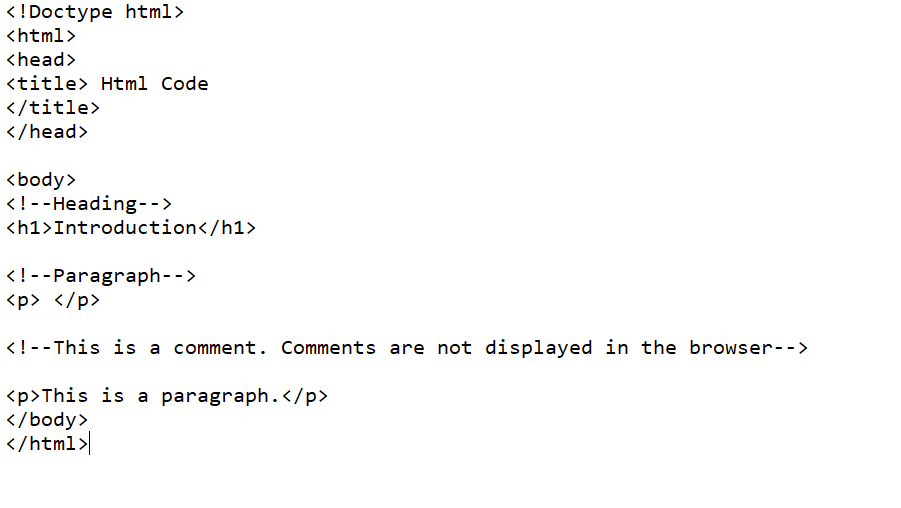 <!Doctype html>
<html>
<head>
<title> Html Code
</title>
</head>
<body>
<!--Heading-->
<h1>Introduction</h1>
<!--Paragraph-->
<p> </p>
<!--This is a comment. Comments are not displayed in the browser-->
<p>This is a paragraph.</p>
</body>
</html>